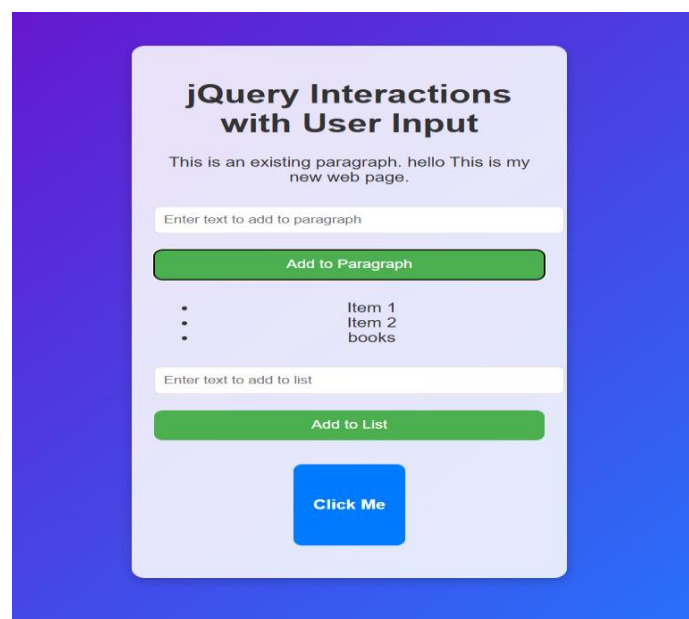 jQuery Interactions
with User Input
This is an existing paragraph. hello This is my
new web page.
Enter text to add to paragraph
Add to Paragraph
• Item 1
• Item 2
• books
Enter text to add to list
Add to List
Click Me